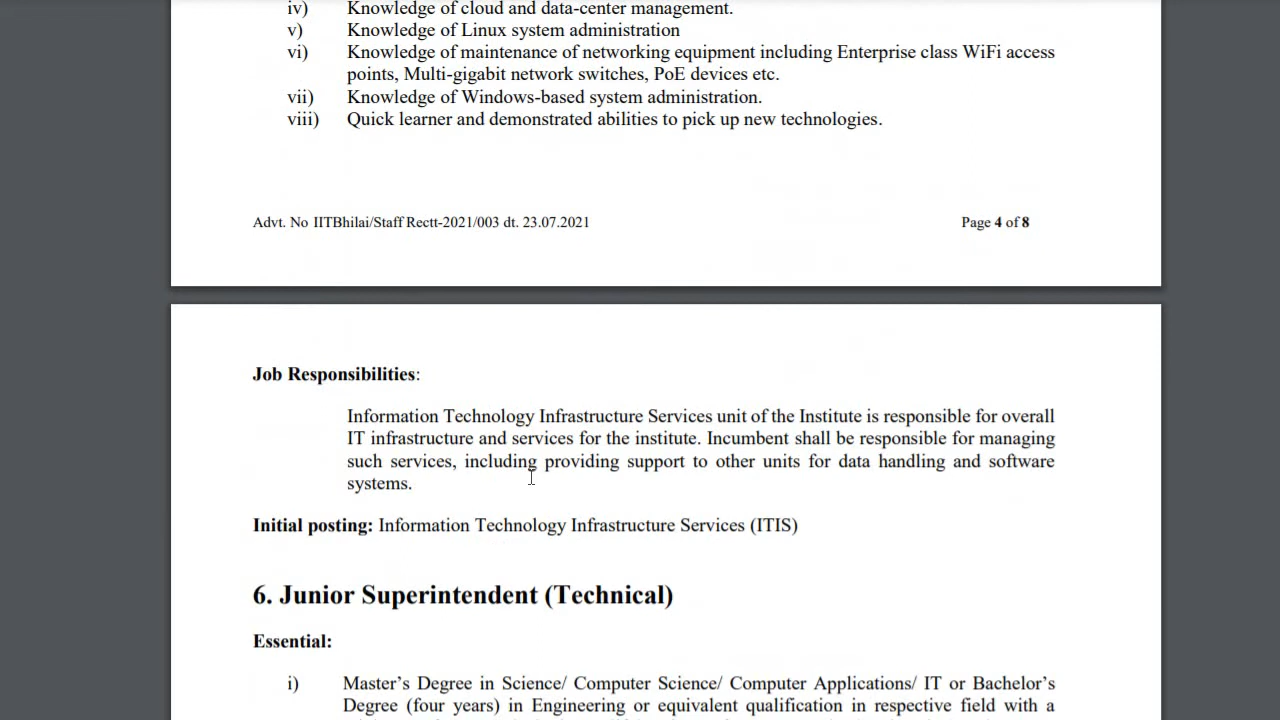 iv) Knowledge of cloud and data-center management.
v) Knowledge of Linux system administration
vi) Knowledge of maintenance of networking equipment including Enterprise class WiFi access
points, Multi-gigabit network switches, PoE devices etc.
vii) Knowledge of Windows-based system administration.
viii) Quick learner and demonstrated abilities to pick up new technologies.
Advt. No IITBhilai/Staff Rectt-2021/003 dt. 23.07.2021 Page 4 of 8
Job Responsibilities:
Information Technology Infrastructure Services unit of the Institute is responsible for overall
IT infrastructure and services for the institute. Incumbent shall be responsible for managing
such services, including providing support to other units for data handling and software
systems.
Initial posting: Information Technology Infrastructure Services (ITIS)
6. Junior Superintendent (Technical)
Essential:
i) Master's Degree in Science/ Computer Science/ Computer Applications/ IT or Bachelor's
Degree (four years) in Engineering or equivalent qualification in respective field with a